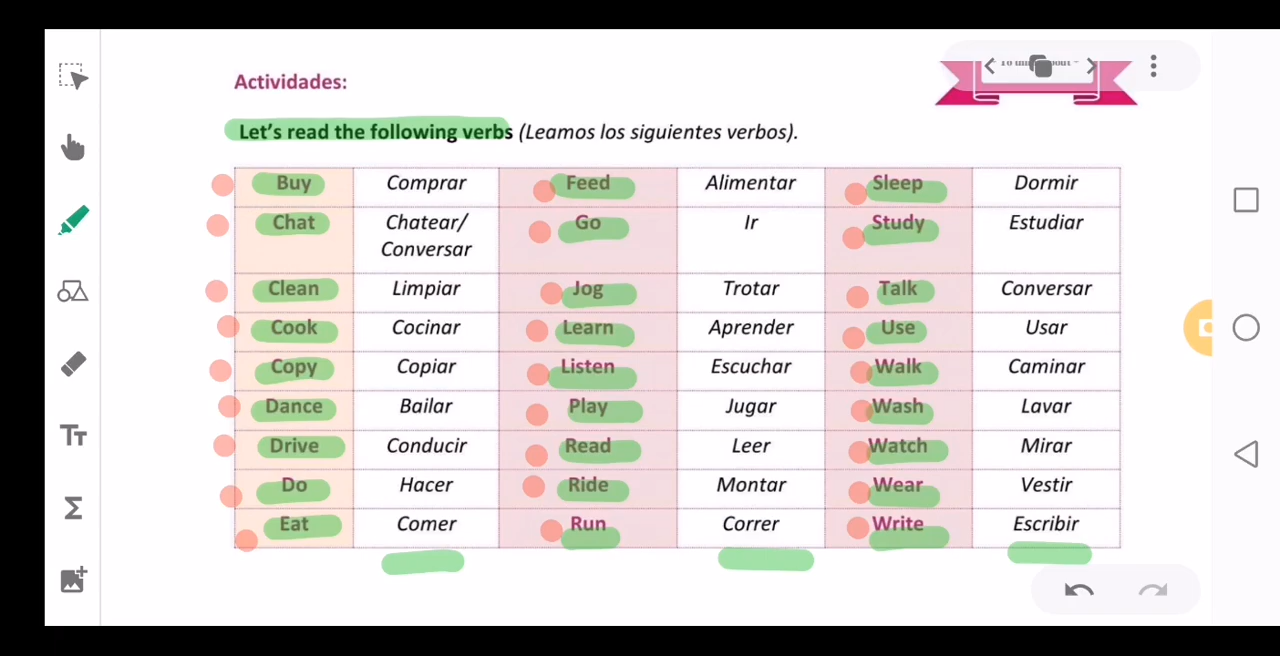 Actividades:
Let's read the following verbs (Leamos los siguientes verbos).
Buy Comprar Feed Alimentar Sleep Dormir
Chat Chatear/ Go Ir Study Estudiar
Conversar
Clean Limpiar Jog Trotar Talk Conversar
Cook Cocinar Learn Aprender Use Usar
Copy Copiar Listen Escuchar Walk Caminar
Dance Bailar Play Jugar Wash Lavar
Drive Conducir Read Leer Watch Mirar
Do Hacer Ride Montar Wear Vestir
Eat Comer Run Correr Write Escribir
Tt
Σ